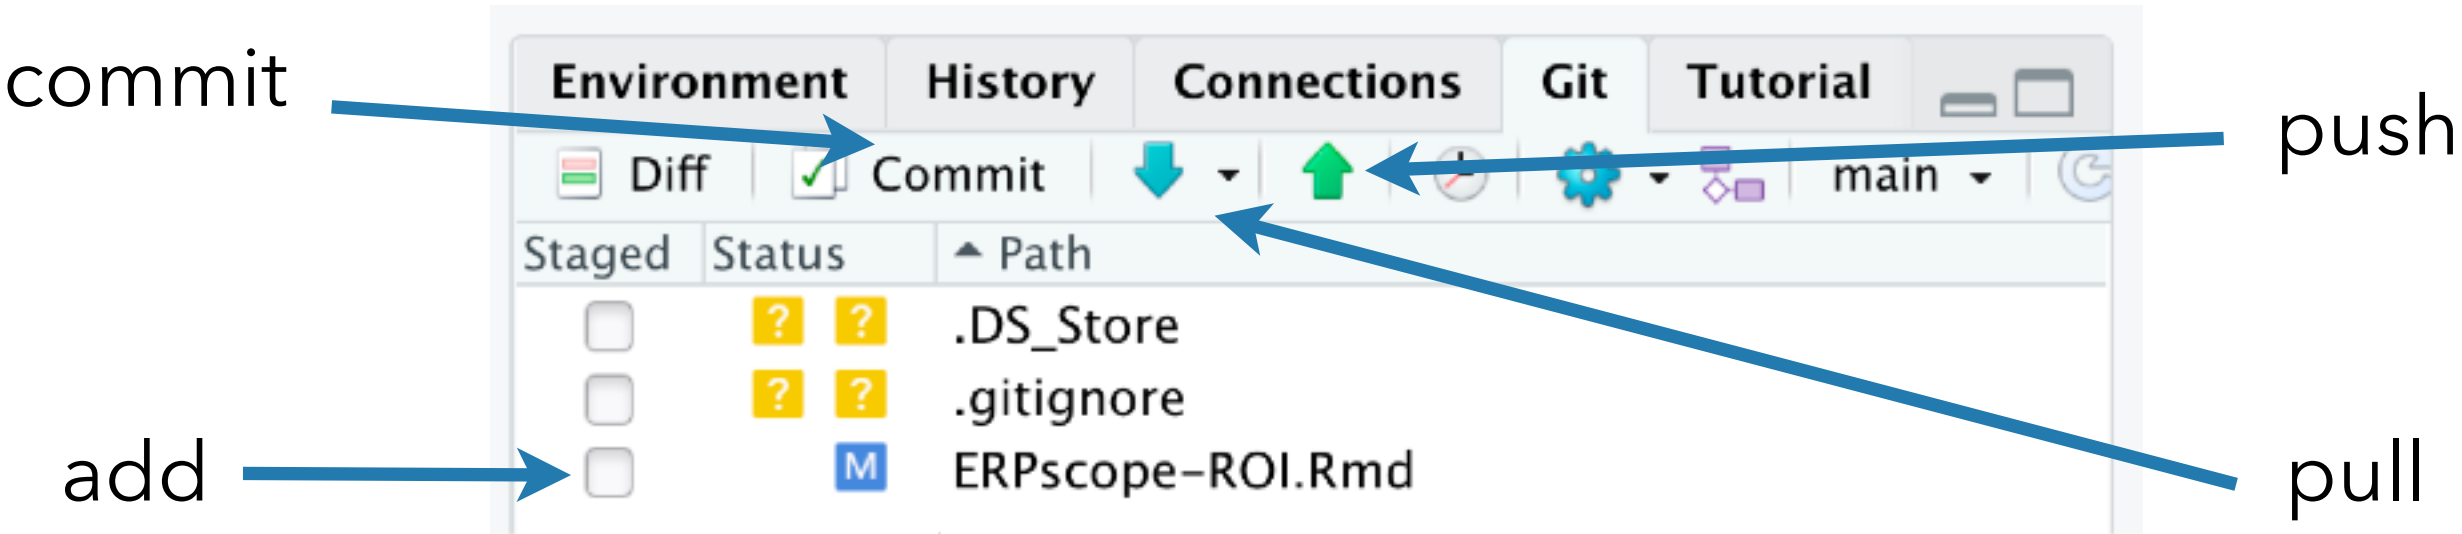 commit
Environment History Connections Git Tutorial
push
Diff Commit main
Staged Status Path
? ? .DS_Store
? ? .gitignore
add
M ERPscope-ROI.Rmd
pull